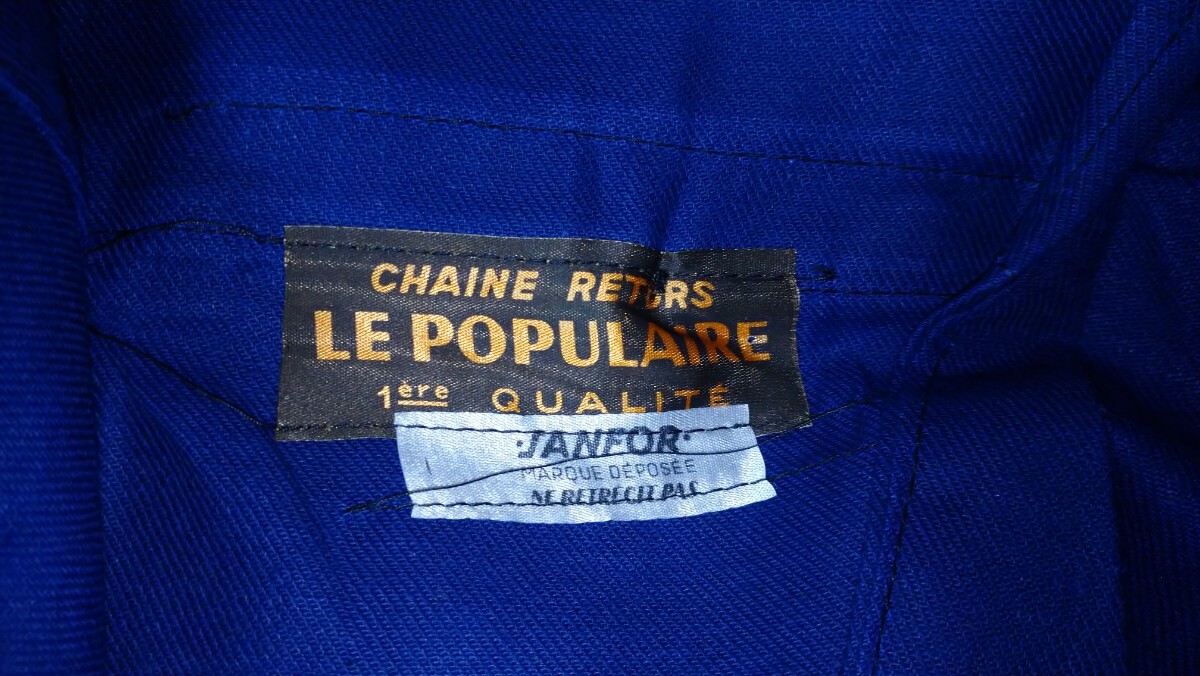 CHAINE RETORS
LE POPULAIRE
1ère QUALITÉ
·JANFOR·
MARQUE DÉPOSÉE
NE RETRECIT PAS